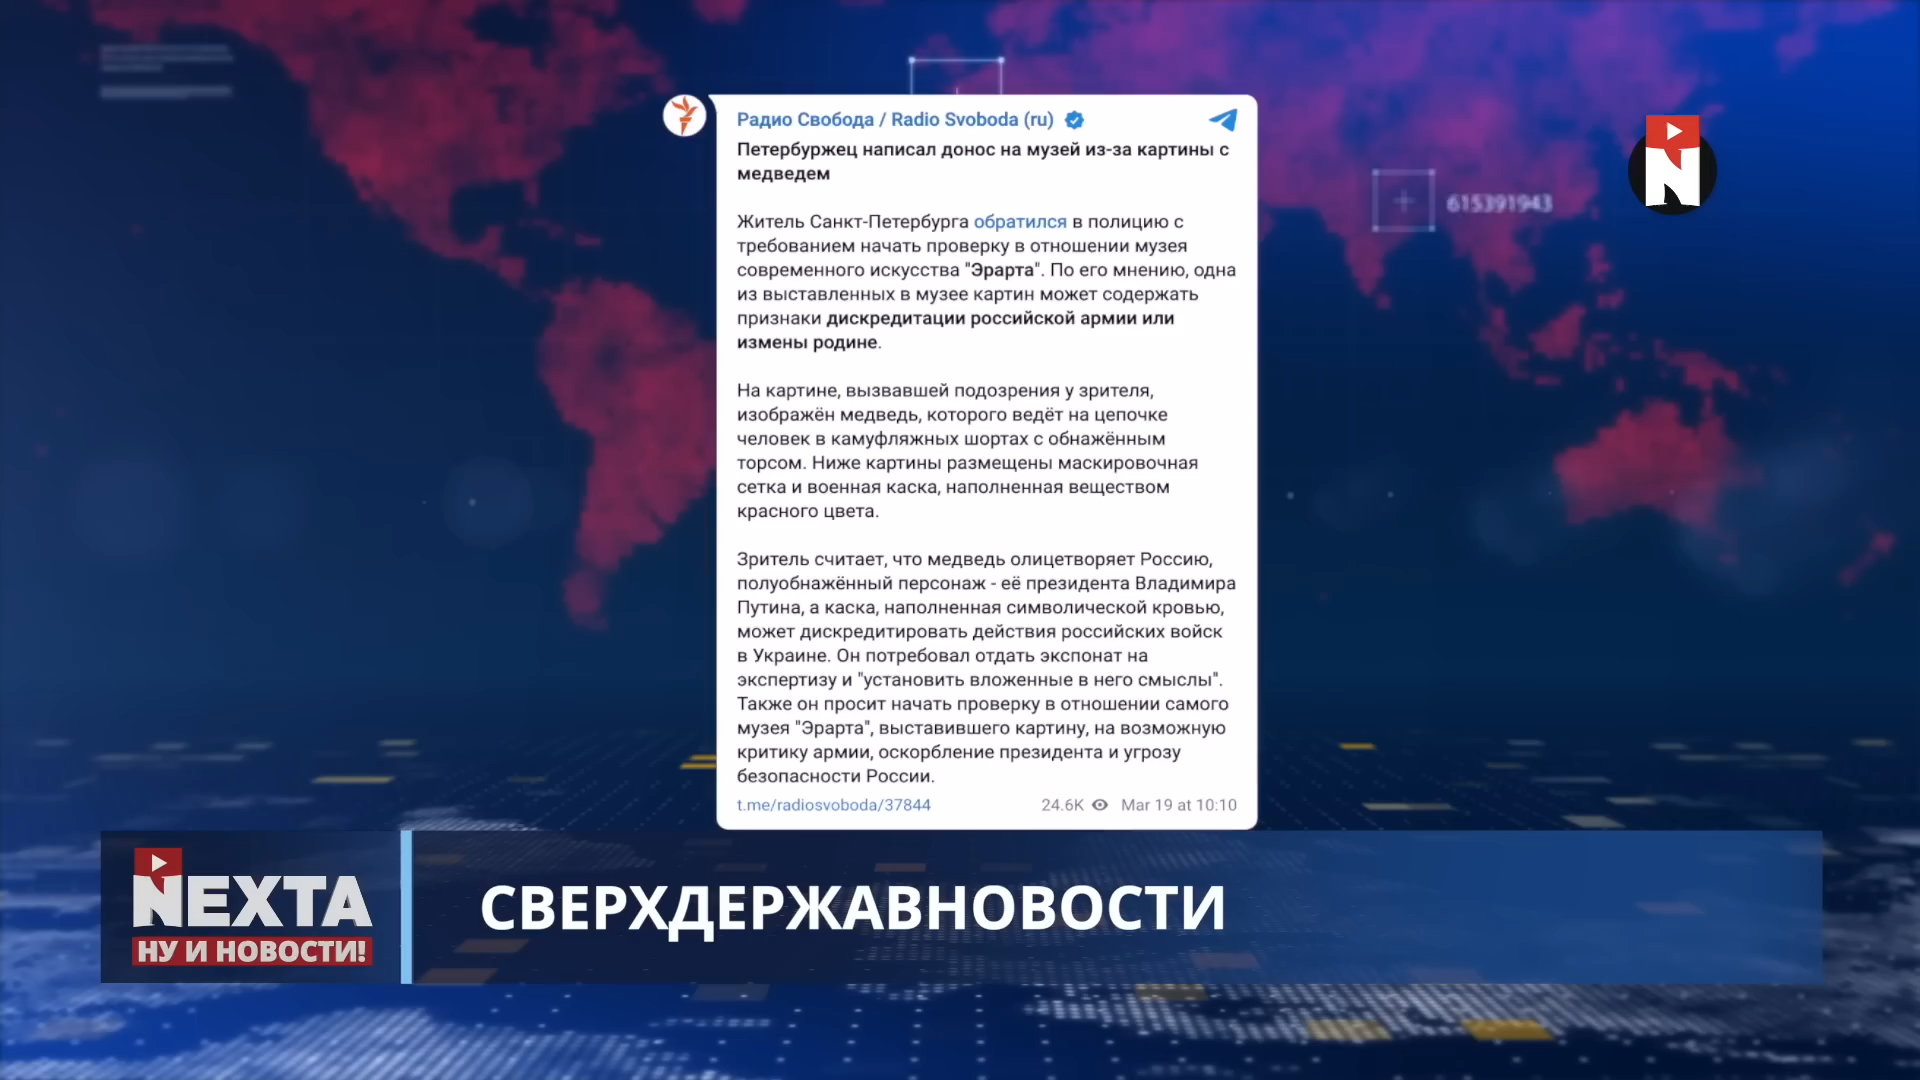 Радио Свобода / Radio Svoboda (ru)
Петербуржец написал донос на музей из-за картины с
медведем
Житель Санкт-Петербурга обратился в полицию с
требованием начать проверку в отношении музея
современного искусства "Эрарта". По его мнению, одна
из выставленных в музее картин может содержать
признаки дискредитации российской армии или
измены родине.
На картине, вызвавшей подозрения у зрителя,
изображён медведь, которого ведёт на цепочке
человек в камуфляжных шортах с обнажённым
торсом. Ниже картины размещены маскировочная
сетка и военная каска, наполненная веществом
красного цвета.
Зритель считает, что медведь олицетворяет Россию,
полуобнажённый персонаж - её президента Владимира
Путина, а каска, наполненная символической кровью,
может дискредитировать действия российских войск
в Украине. Он потребовал отдать экспонат на
экспертизу и "установить вложенные в него смыслы".
Также он просит начать проверку в отношении самого
музея "Эрарта", выставившего картину, на возможную
критику армии, оскорбление президента и угрозу
безопасности России.
t.me/radiosvoboda/37844 24.6K Mar 19 at 10:10
615391943
N
NEXTA
НУ И НОВОСТИ!
СВЕРХДЕРЖАВНОВОСТИ